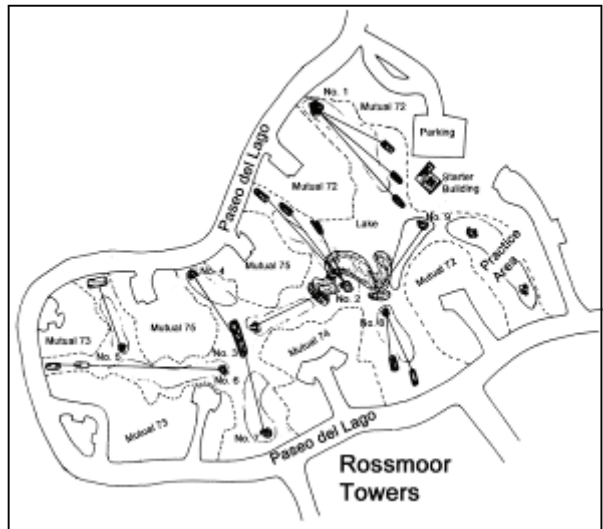 No. 1
Mutual 72
Parking
Starter
Building
Paseo del Lago
Mutual 72
Lake
No. 9
Practice
Area
Mutual 72
No. 4
Mutual 75
No. 2
No. 8
Mutual 73
Mutual 75
No. 3
Mutual 74
No. 5
No. 6
Mutual 73
No. 7
Paseo del Lago
Rossmoor
Towers